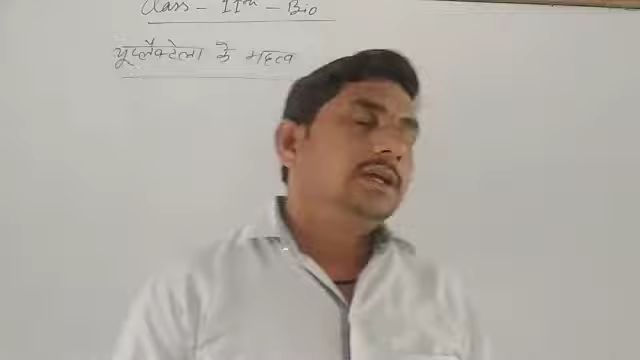 Class - 11th - Bio
यूप्लैक्टेला के महत्व